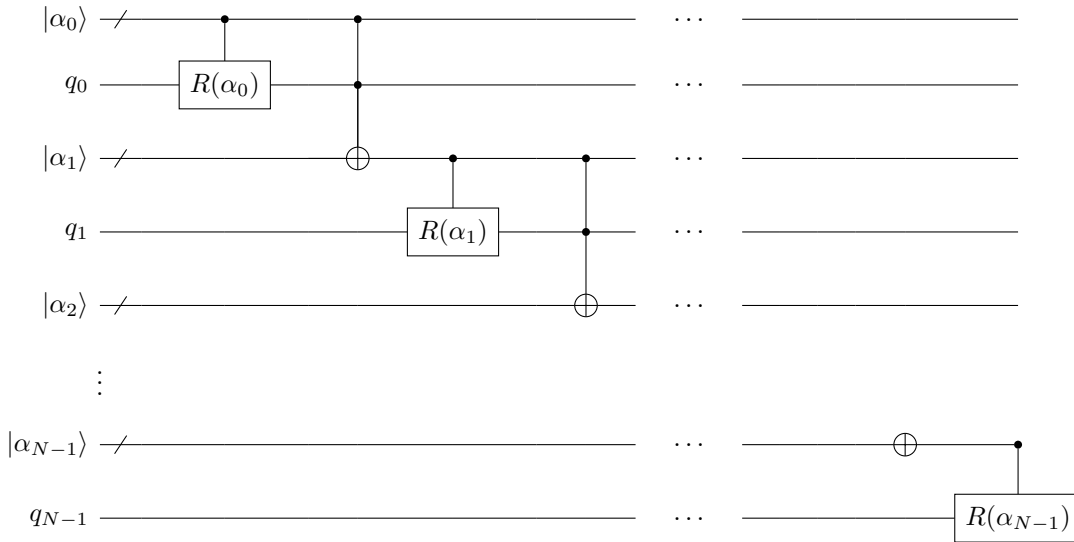 |α₀⟩ ⋯
q₀ R(α₀) ⋯
|α₁⟩ ⋯
q₁ R(α₁) ⋯
|α₂⟩ ⋯
⋮
|α_{N−1}⟩ ⋯
q_{N−1} ⋯ R(α_{N−1})